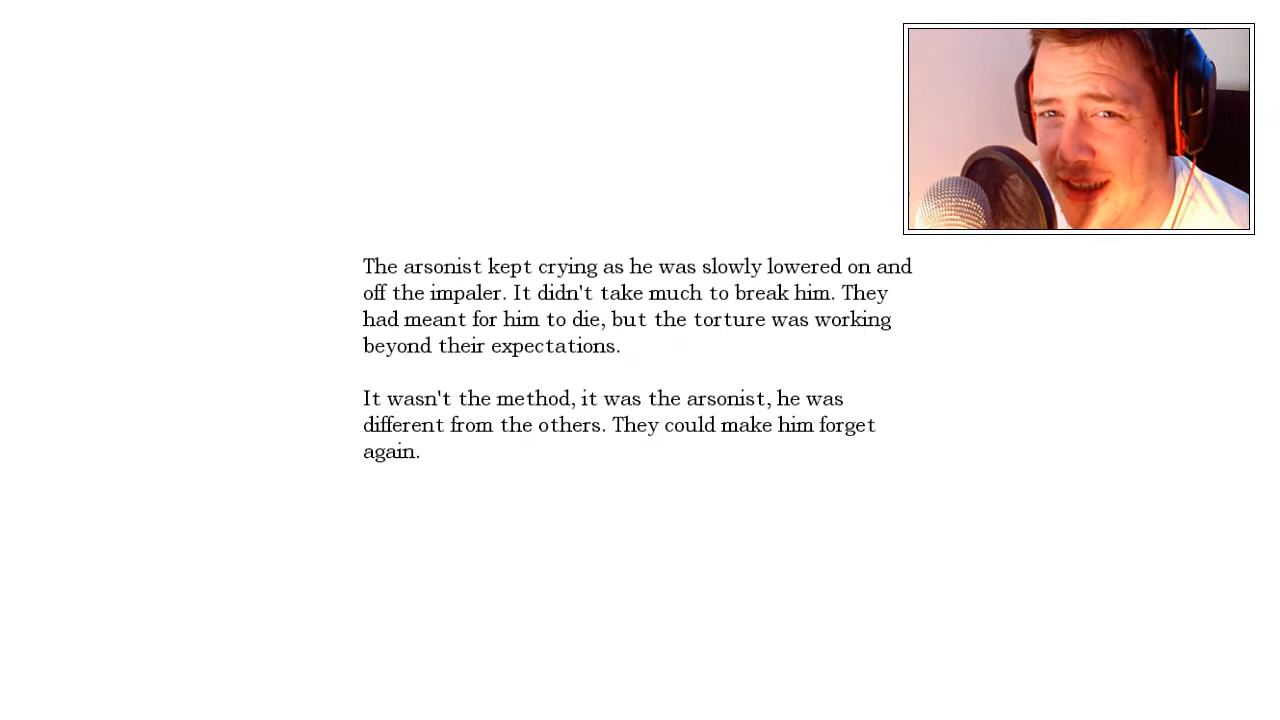 The arsonist kept crying as he was slowly lowered on and
off the impaler. It didn't take much to break him. They
had meant for him to die, but the torture was working
beyond their expectations.
It wasn't the method, it was the arsonist, he was
different from the others. They could make him forget
again.